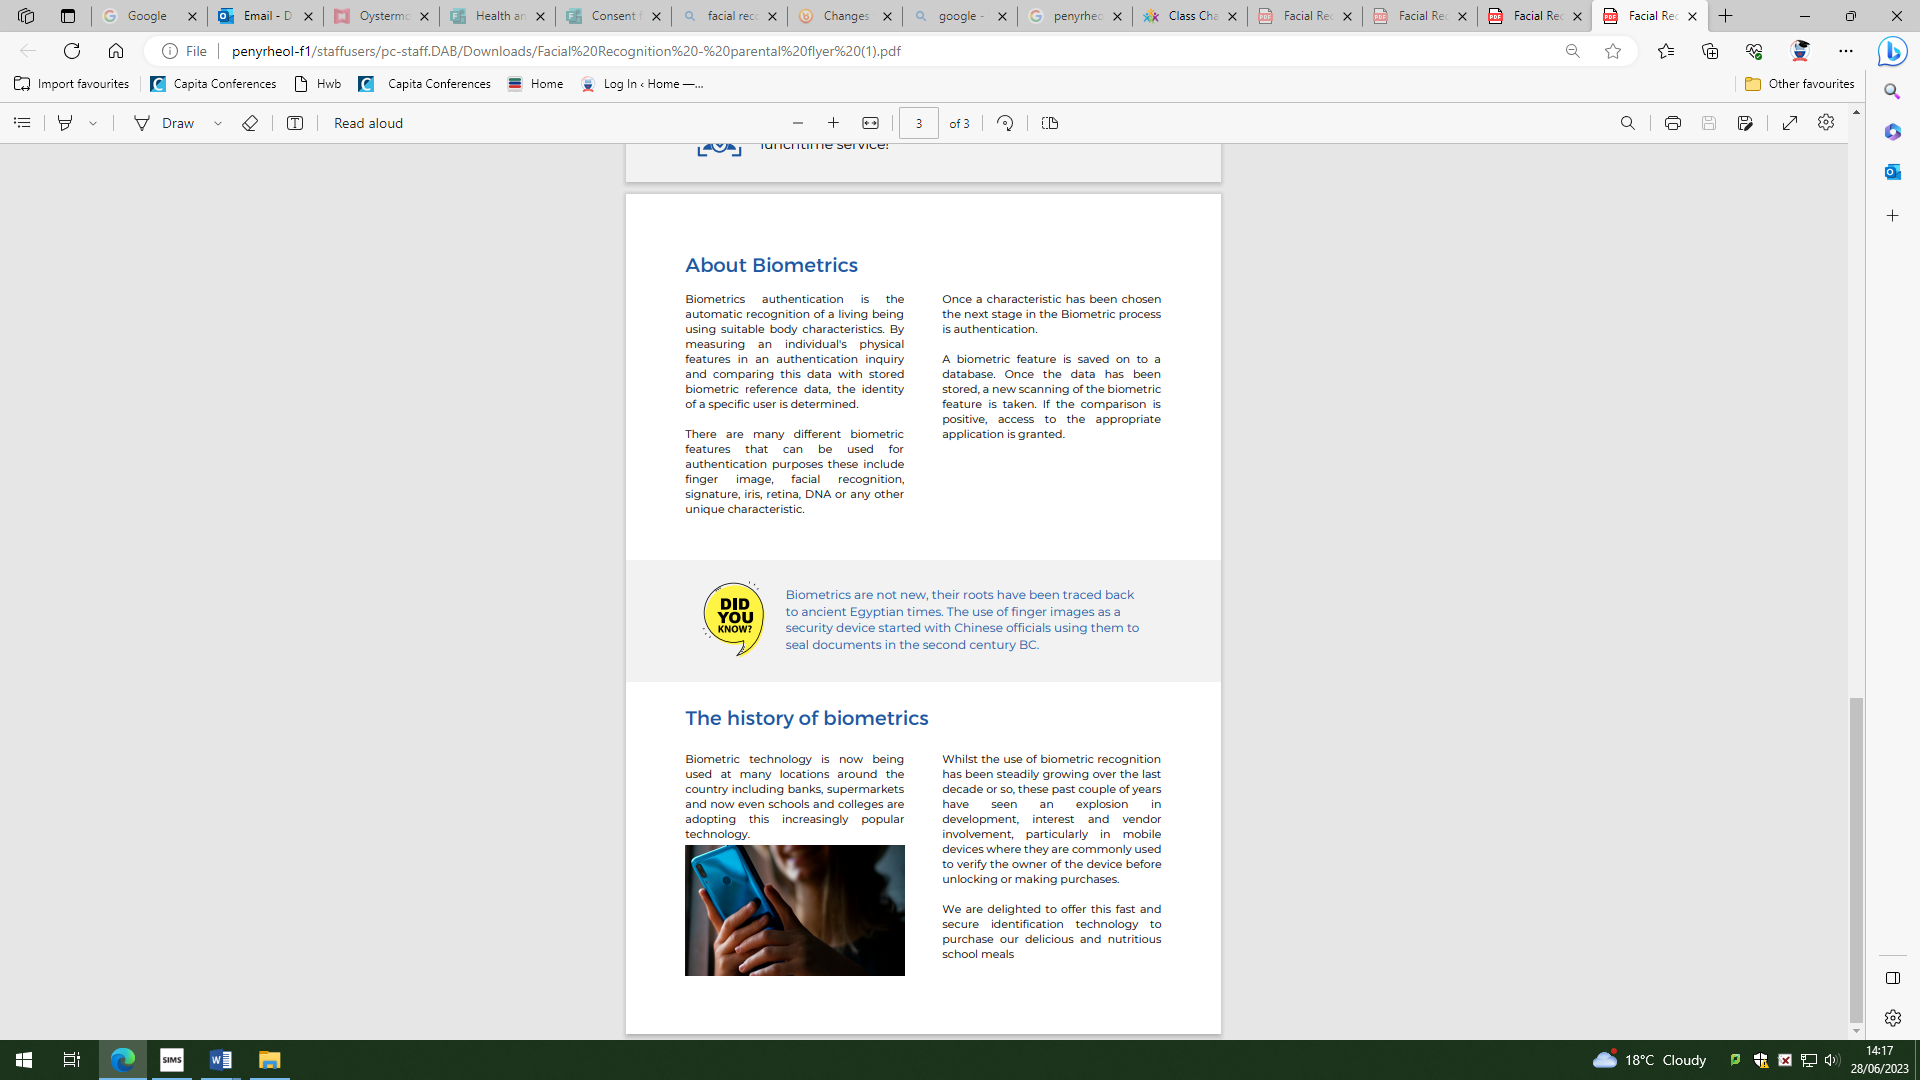 Google
Email - D
Oystermo
Health an
Consent f
facial reco
Changes
google -
penyrheo
Class Cha
Facial Rec
Facial Rec
Facial Rec
Facial Rec
File
penyrheol-f1/staffusers/pc-staff.DAB/Downloads/Facial%20Recognition%20-%20parental%20flyer%20(1).pdf
Import favourites
Capita Conferences
Hwb
Capita Conferences
Home
Log In ‹ Home —...
Other favourites
Draw
Read aloud
3
of 3
lunchtime service!
About Biometrics
Biometrics authentication is the
automatic recognition of a living being
using suitable body characteristics. By
measuring an individual's physical
features in an authentication inquiry
and comparing this data with stored
biometric reference data, the identity
of a specific user is determined.
There are many different biometric
features that can be used for
authentication purposes these include
finger image, facial recognition,
signature, iris, retina, DNA or any other
unique characteristic.
Once a characteristic has been chosen
the next stage in the Biometric process
is authentication.
A biometric feature is saved on to a
database. Once the data has been
stored, a new scanning of the biometric
feature is taken. If the comparison is
positive, access to the appropriate
application is granted.
DID
YOU
KNOW?
Biometrics are not new, their roots have been traced back
to ancient Egyptian times. The use of finger images as a
security device started with Chinese officials using them to
seal documents in the second century BC.
The history of biometrics
Biometric technology is now being
used at many locations around the
country including banks, supermarkets
and now even schools and colleges are
adopting this increasingly popular
technology.
Whilst the use of biometric recognition
has been steadily growing over the last
decade or so, these past couple of years
have seen an explosion in
development, interest and vendor
involvement, particularly in mobile
devices where they are commonly used
to verify the owner of the device before
unlocking or making purchases.
We are delighted to offer this fast and
secure identification technology to
purchase our delicious and nutritious
school meals
SIMS
18°C Cloudy
14:17
28/06/2023